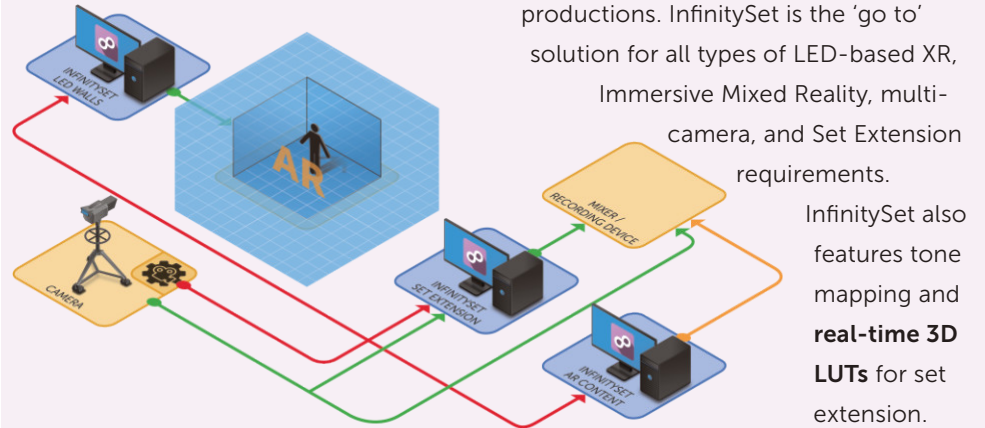 productions. InfinitySet is the ‘go to’
solution for all types of LED-based XR,
Immersive Mixed Reality, multi-
camera, and Set Extension
requirements.
InfinitySet also
features tone
mapping and
real-time 3D
LUTs for set
extension.
INFINITYSET
LED WALLS
AR
CAMERA
MIXER /
RECORDING DEVICE
INFINITYSET
SET EXTENSION
INFINITYSET
AR CONTENT